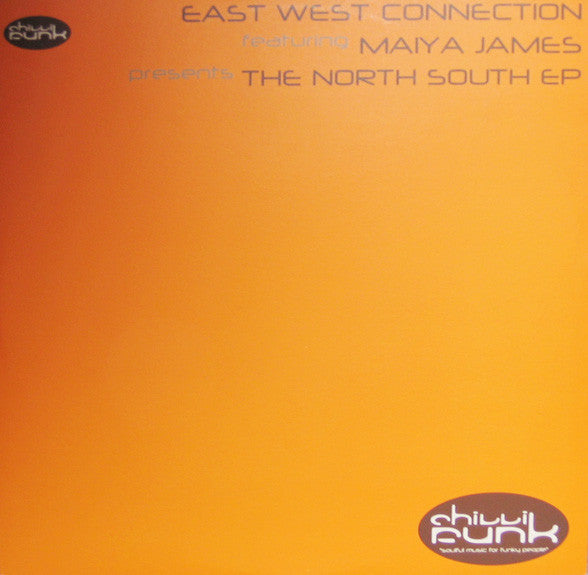 chilli
funk
EAST WEST CONNECTION
featuring MAIYA JAMES
presents THE NORTH SOUTH EP
chilli
funk
"soulful music for funky people"